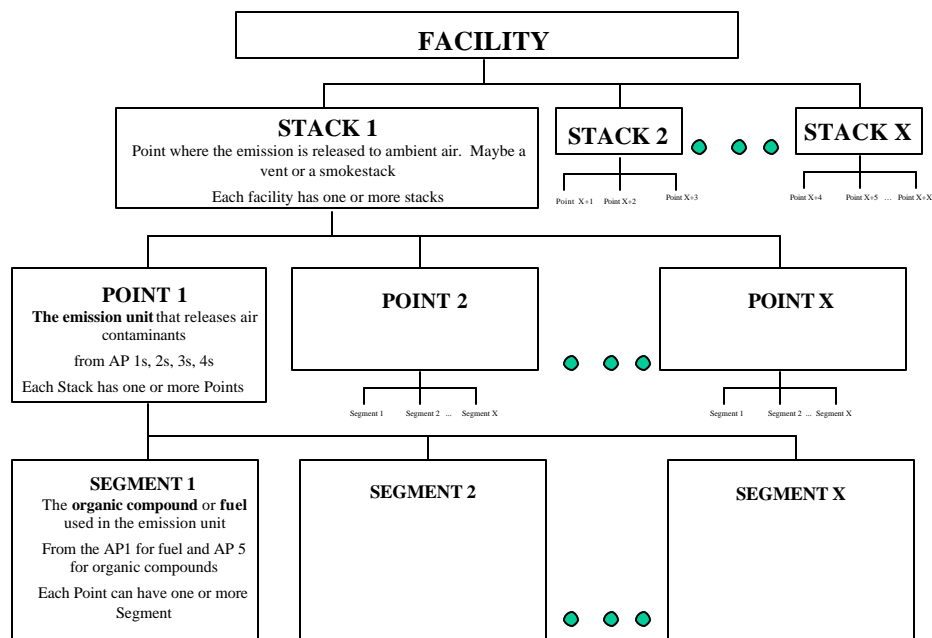 FACILITY
STACK 1
Point where the emission is released to ambient air. Maybe a
vent or a smokestack
Each facility has one or more stacks
STACK 2
STACK X
Point X+1 Point X+2 Point X+3
Point X+4 Point X+5 ... Point X+X
POINT 1
The emission unit that releases air
contaminants
from AP 1s, 2s, 3s, 4s
Each Stack has one or more Points
POINT 2
POINT X
Segment 1 Segment 2 ... Segment X
Segment 1 Segment 2 ... Segment X
SEGMENT 1
The organic compound or fuel
used in the emission unit
From the AP1 for fuel and AP 5
for organic compounds
Each Point can have one or more
Segment
SEGMENT 2
SEGMENT X